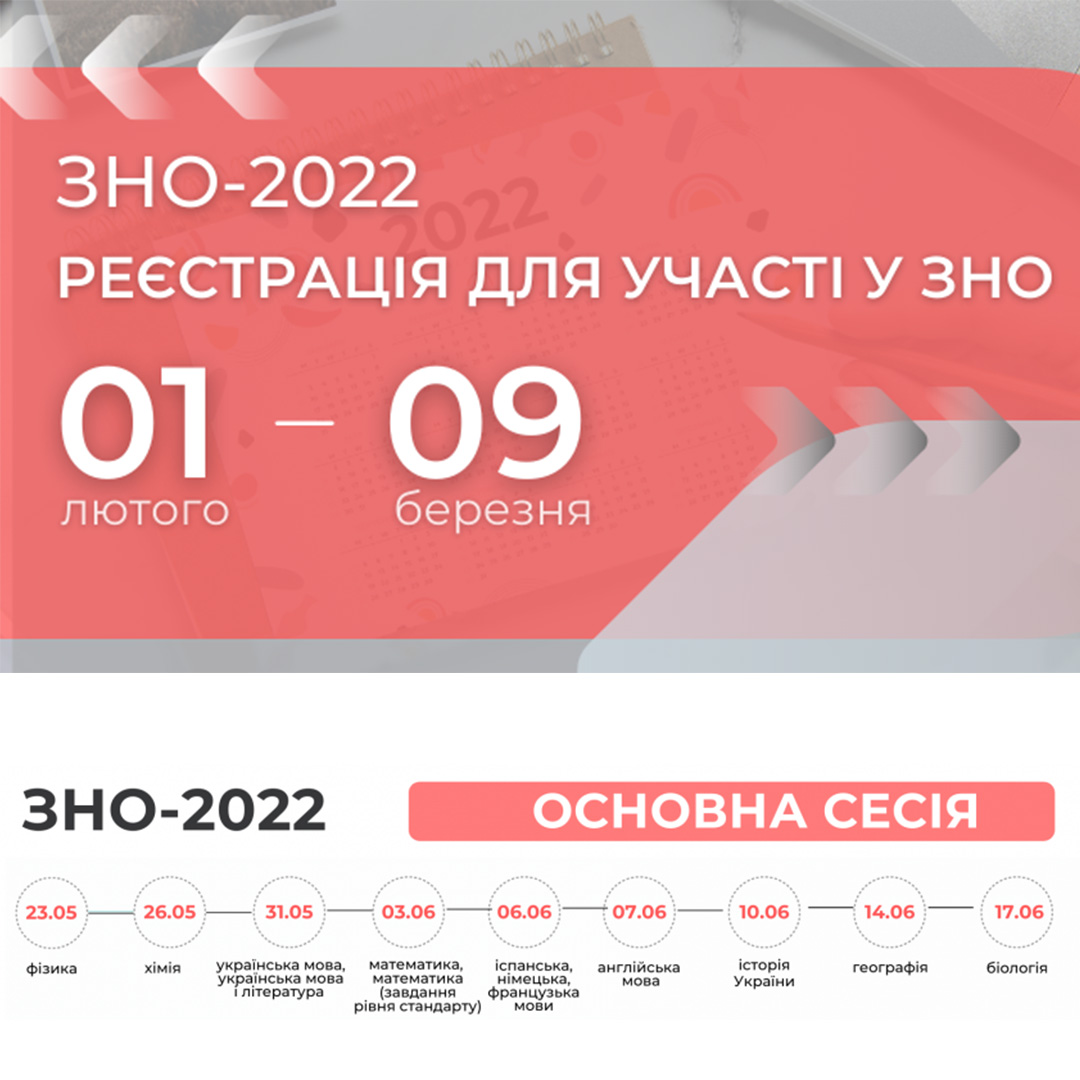 ЗНО-2022
2022
РЕЄСТРАЦІЯ ДЛЯ УЧАСТІ У ЗНО
01 — 09
лютого березня
ЗНО-2022
ОСНОВНА СЕСІЯ
23.05 26.05 31.05 03.06 06.06 07.06 10.06 14.06 17.06
фізика
хімія
українська мова,
українська мова
і література
математика,
математика
(завдання
рівня стандарту)
іспанська,
німецька,
французька
мови
англійська
мова
історія
України
географія
біологія